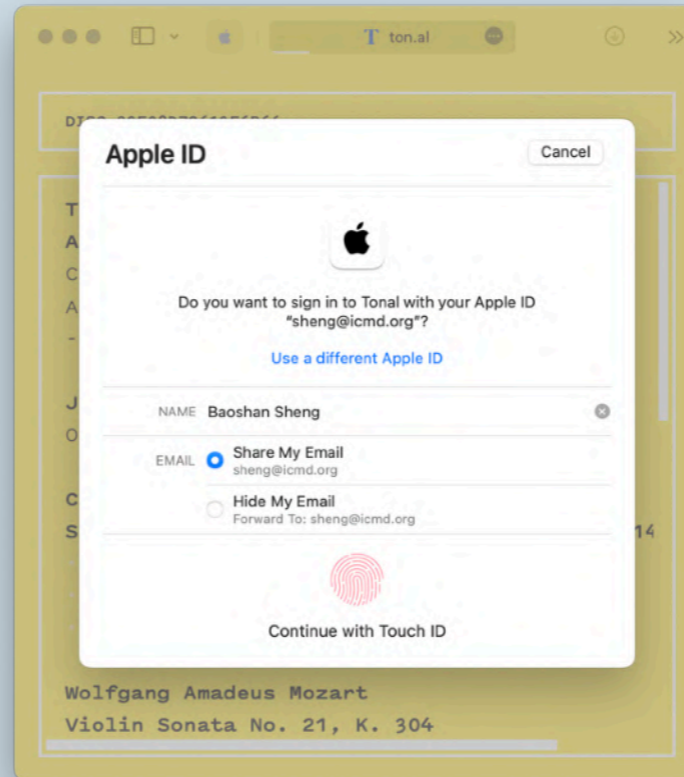 T ton.al
Apple ID
Cancel
Do you want to sign in to Tonal with your Apple ID
“sheng@icmd.org”?
Use a different Apple ID
NAME Baoshan Sheng
EMAIL Share My Email
sheng@icmd.org
Hide My Email
Forward To: sheng@icmd.org
14
Continue with Touch ID
Wolfgang Amadeus Mozart
Violin Sonata No. 21, K. 304